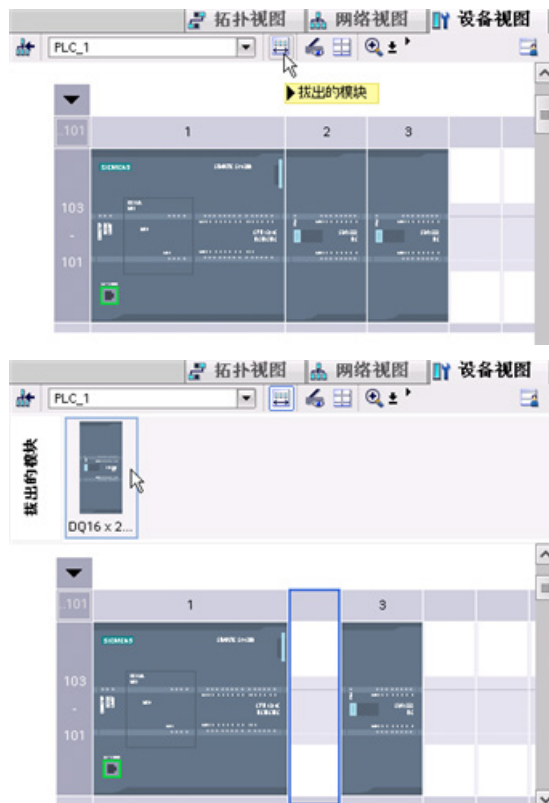 拓扑视图 网络视图 设备视图
PLC_1
拔出的模块
..101 1 2 3
SIEMENS
103
-
101
拓扑视图 网络视图 设备视图
PLC_1
拔出的模块
DQ16 x 2...
..101 1 3
SIEMENS
103
-
101